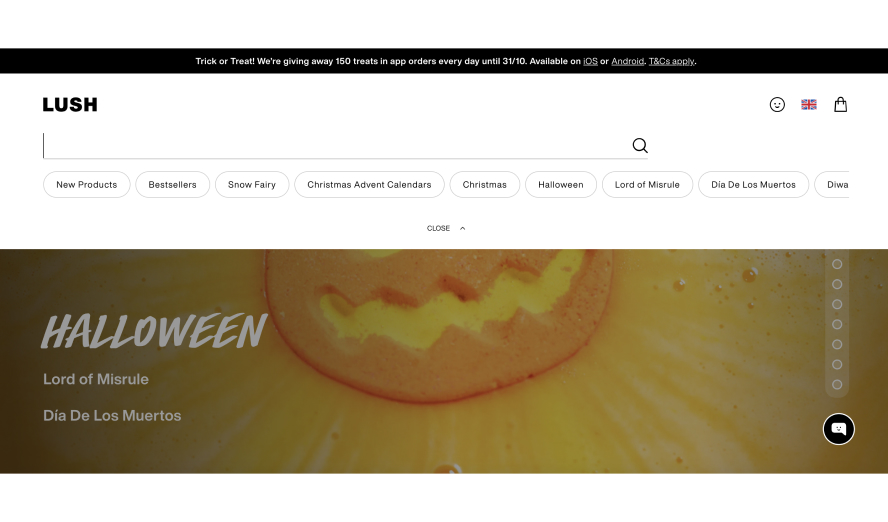 Trick or Treat! We're giving away 150 treats in app orders every day until 31/10. Available on iOS or Android. T&Cs apply.
LUSH
New Products
Bestsellers
Snow Fairy
Christmas Advent Calendars
Christmas
Halloween
Lord of Misrule
Día De Los Muertos
Diwa
CLOSE
HALLOWEEN
Lord of Misrule
Día De Los Muertos